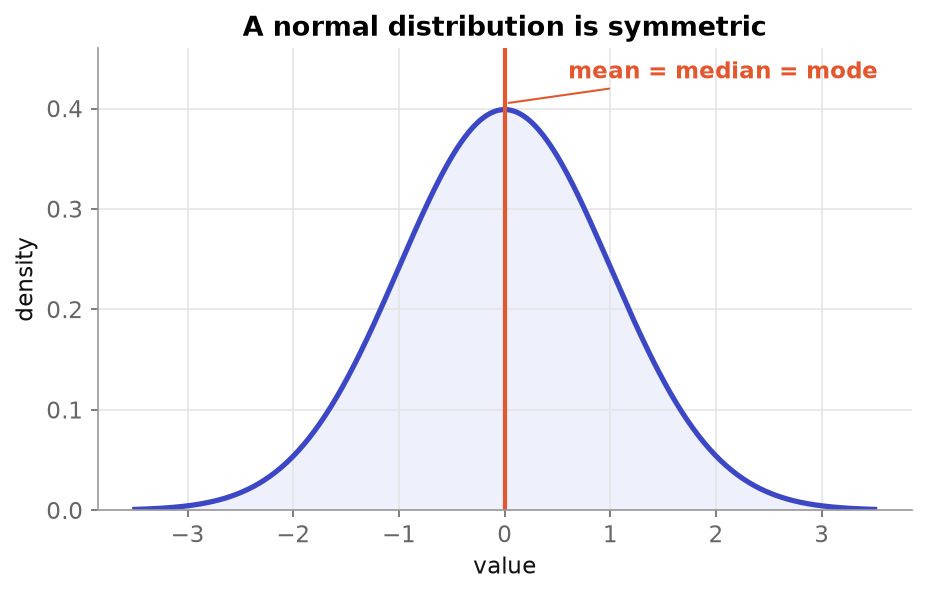 A normal distribution is symmetric
mean = median = mode
density
0.4
0.3
0.2
0.1
0.0
−3 −2 −1 0 1 2 3
value